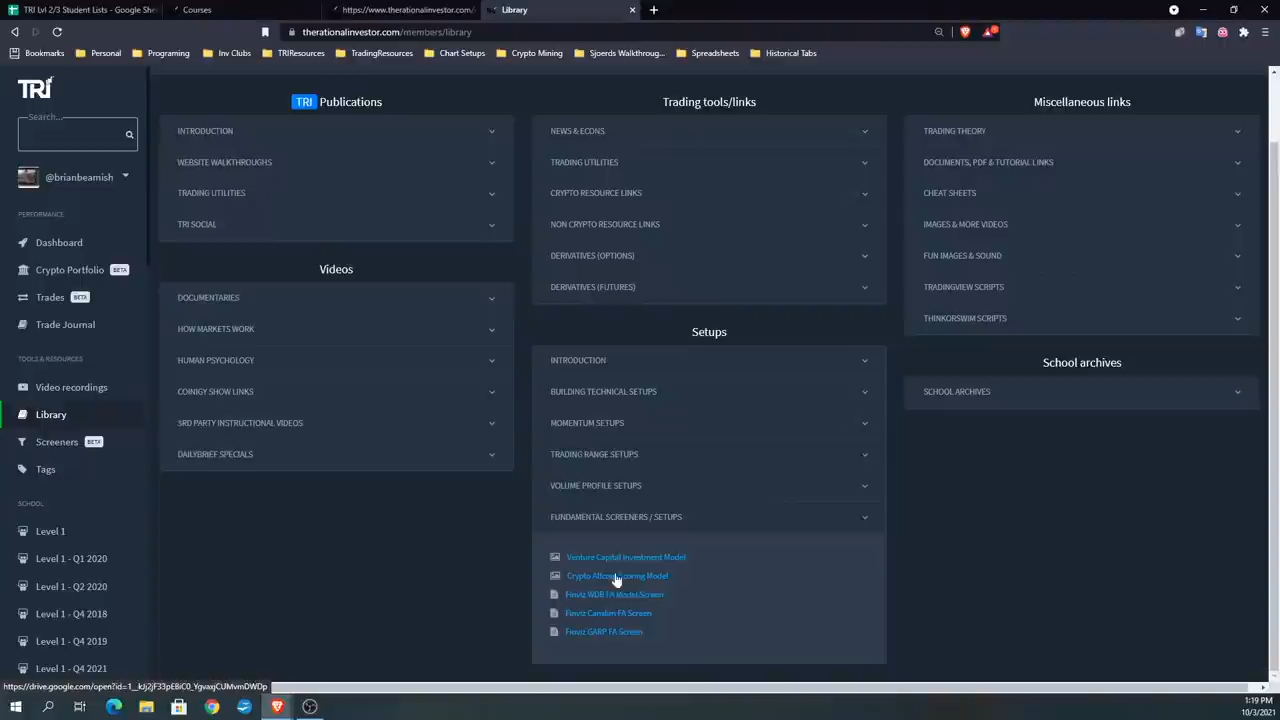 TRI Lvl 2/3 Student Lists - Google She
Courses
https://www.therationalinvestor.com/
Library
therationalinvestor.com/members/library
Bookmarks
Personal
Programing
Inv Clubs
TRIResources
TradingResources
Chart Setups
Crypto Mining
Sjoerds Walkthroug...
Spreadsheets
Historical Tabs
TRI
Search...
@brianbeamish
PERFORMANCE
Dashboard
Crypto Portfolio BETA
Trades BETA
Trade Journal
TOOLS & RESOURCES
Video recordings
Library
Screeners BETA
Tags
SCHOOL
Level 1
Level 1 - Q1 2020
Level 1 - Q2 2020
Level 1 - Q4 2018
Level 1 - Q4 2019
Level 1 - Q4 2021
TRI Publications
INTRODUCTION
WEBSITE WALKTHROUGHS
TRADING UTILITIES
TRI SOCIAL
Videos
DOCUMENTARIES
HOW MARKETS WORK
HUMAN PSYCHOLOGY
COINIGY SHOW LINKS
3RD PARTY INSTRUCTIONAL VIDEOS
DAILYBRIEF SPECIALS
Trading tools/links
NEWS & ECONS
TRADING UTILITIES
CRYPTO RESOURCE LINKS
NON CRYPTO RESOURCE LINKS
DERIVATIVES (OPTIONS)
DERIVATIVES (FUTURES)
Setups
INTRODUCTION
BUILDING TECHNICAL SETUPS
MOMENTUM SETUPS
TRADING RANGE SETUPS
VOLUME PROFILE SETUPS
FUNDAMENTAL SCREENERS / SETUPS
Venture Capital Investment Model
Crypto Altcoin Scoring Model
Finviz WDB FA Model Screen
Finviz Canslim FA Screen
Finviz GARP FA Screen
Miscellaneous links
TRADING THEORY
DOCUMENTS, PDF & TUTORIAL LINKS
CHEAT SHEETS
IMAGES & MORE VIDEOS
FUN IMAGES & SOUND
TRADINGVIEW SCRIPTS
THINKORSWIM SCRIPTS
School archives
SCHOOL ARCHIVES
1:19 PM
10/3/2021